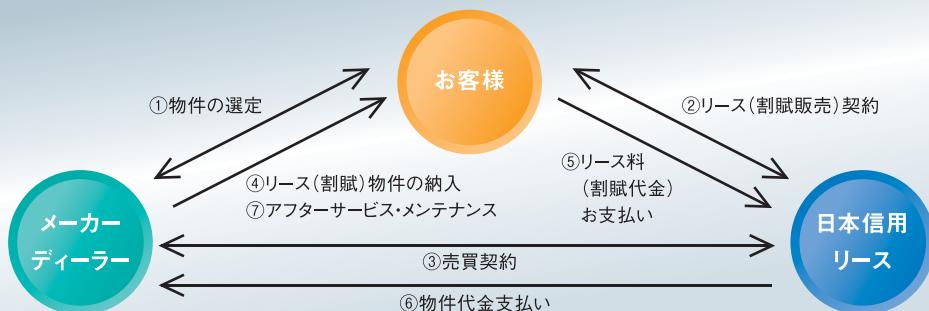 お客様
①物件の選定
②リース(割賦販売)契約
④リース(割賦)物件の納入
⑦アフターサービス・メンテナンス
⑤リース料
(割賦代金)
お支払い
メーカー
ディーラー
日本信用
リース
③売買契約
⑥物件代金支払い